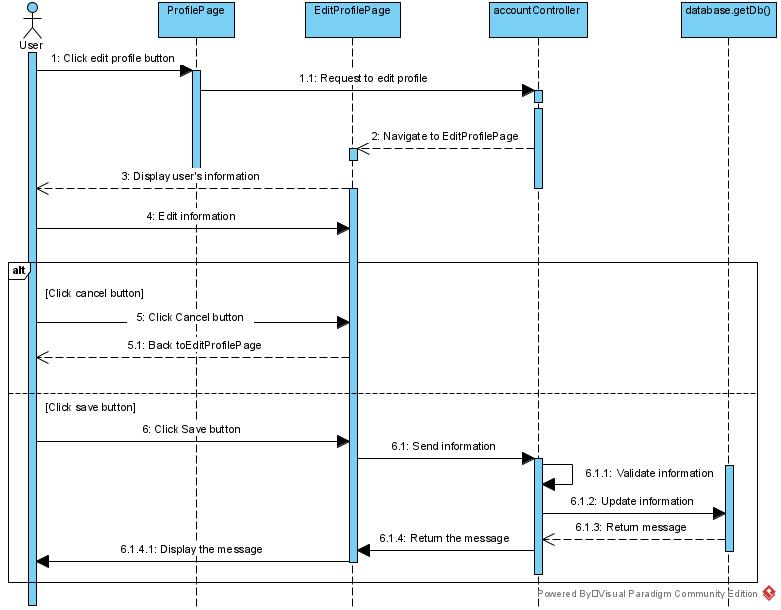 ProfilePage
EditProfilePage
accountController
database.getDb()
User
1: Click edit profile button
1.1: Request to edit profile
2: Navigate to EditProfilePage
3: Display user's information
4: Edit information
alt
[Click cancel button]
5: Click Cancel button
5.1: Back toEditProfilePage
[Click save button]
6: Click Save button
6.1: Send information
6.1.1: Validate information
6.1.2: Update information
6.1.3: Return message
6.1.4: Return the message
6.1.4.1: Display the message
Powered By Visual Paradigm Community Edition